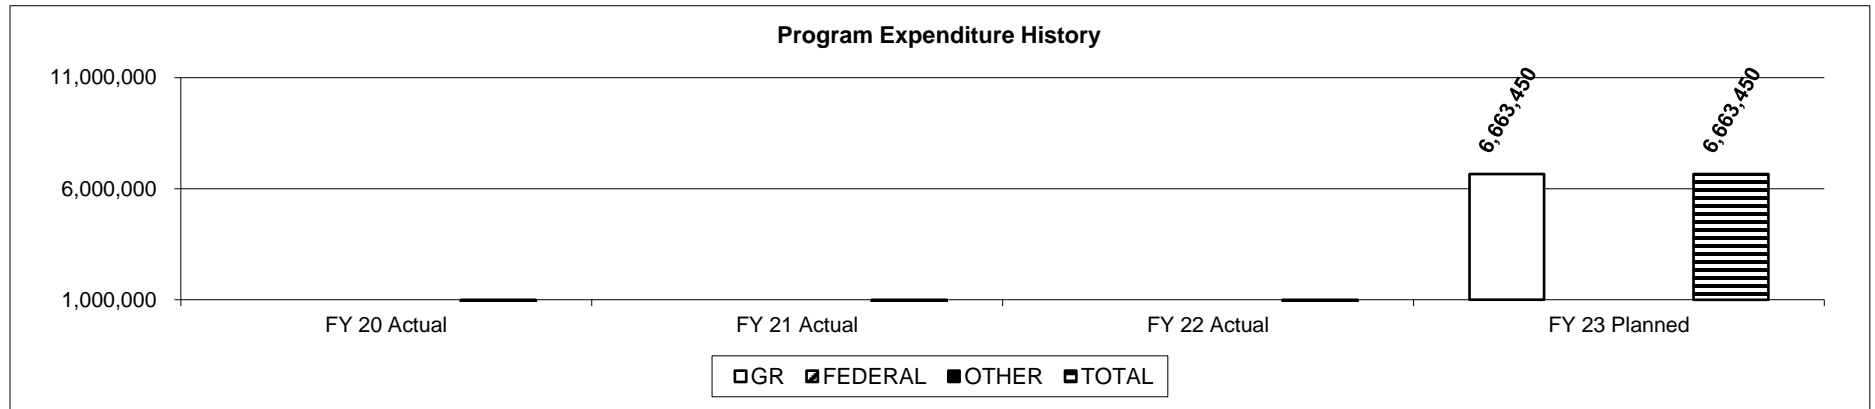 Program Expenditure History
11,000,000
6,000,000
1,000,000
6,663,450
6,663,450
FY 20 Actual
FY 21 Actual
FY 22 Actual
FY 23 Planned
GR FEDERAL OTHER TOTAL